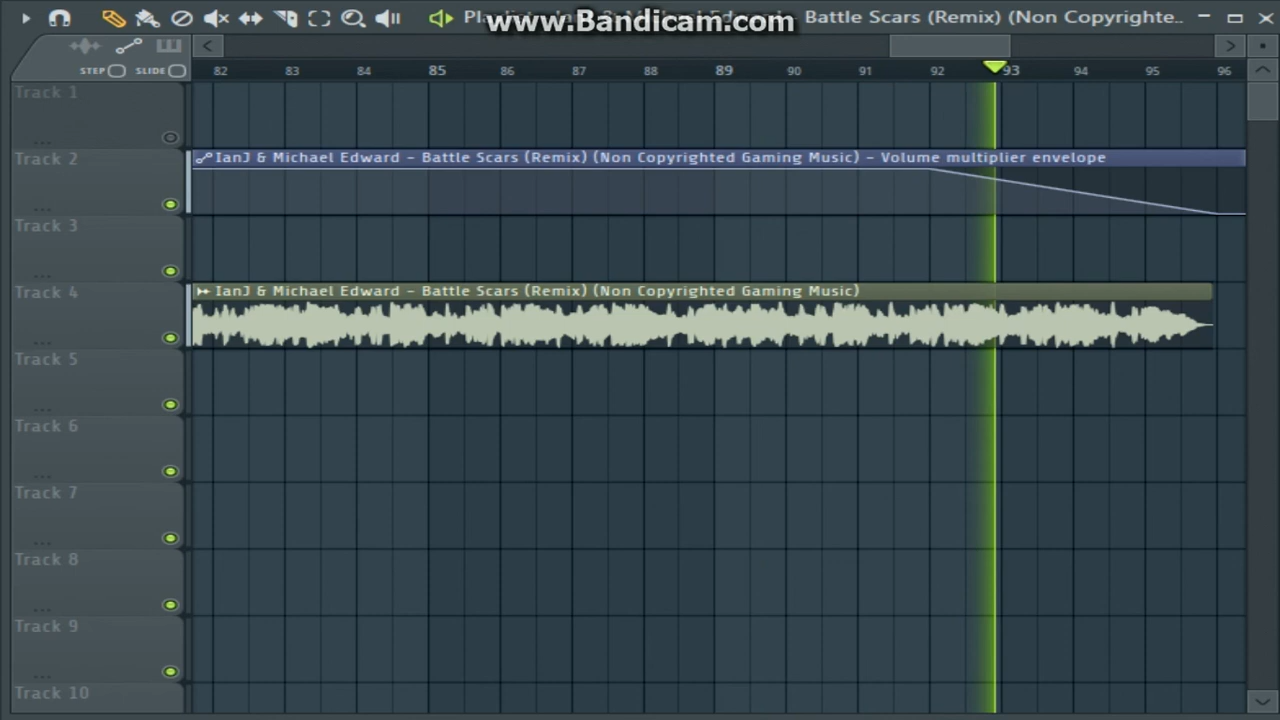 www.Bandicam.com
Battle Scars (Remix) (Non Copyrighte..
STEP SLIDE
82 83 84 85 86 87 88 89 90 91 92 93 94 95 96
Track 1
...
Track 2
IanJ & Michael Edward - Battle Scars (Remix) (Non Copyrighted Gaming Music) - Volume multiplier envelope
...
Track 3
...
Track 4
IanJ & Michael Edward - Battle Scars (Remix) (Non Copyrighted Gaming Music)
...
Track 5
...
Track 6
...
Track 7
...
Track 8
...
Track 9
...
Track 10